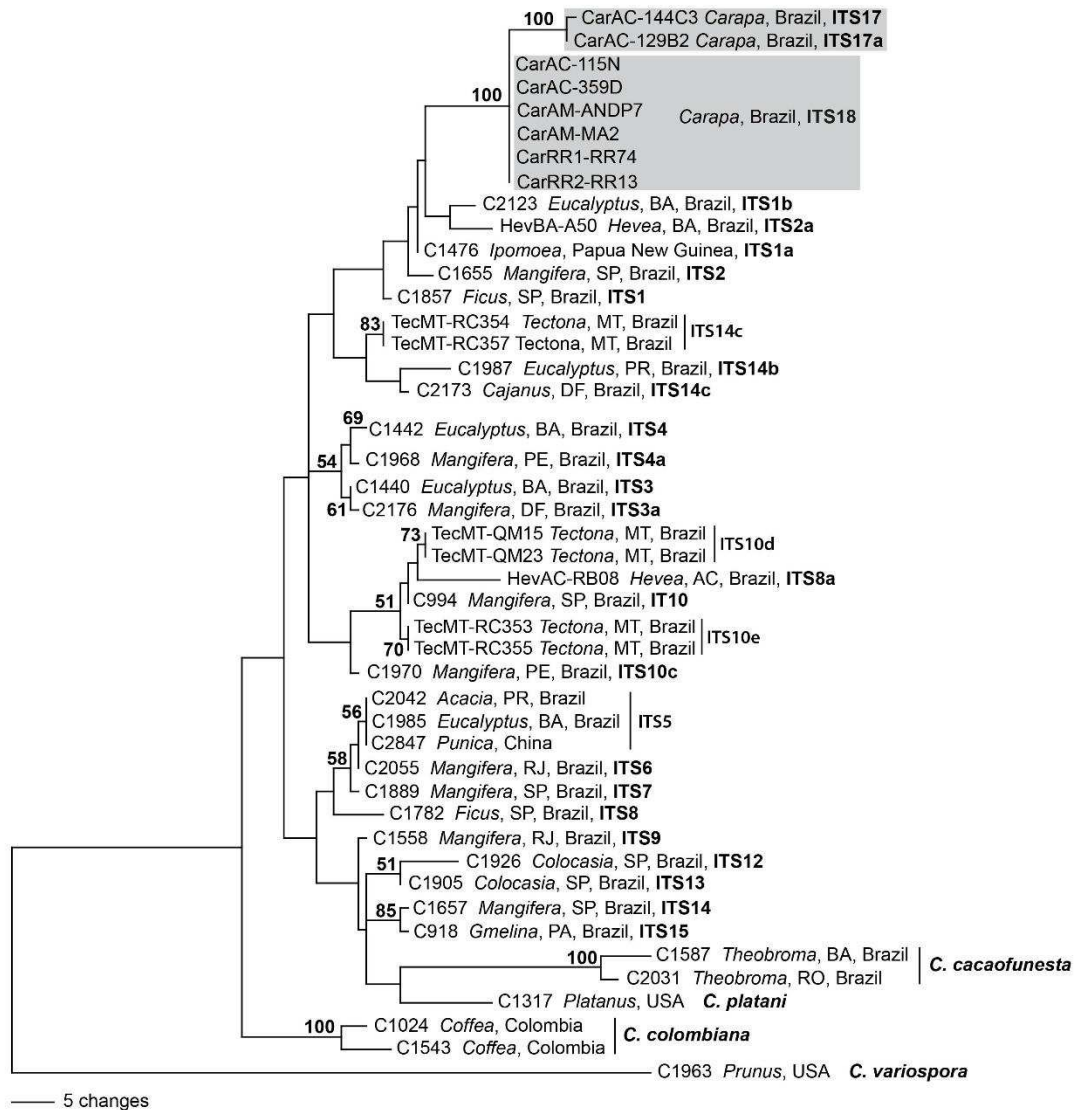 100
CarAC-144C3 Carapa, Brazil, ITS17
CarAC-129B2 Carapa, Brazil, ITS17a
CarAC-115N
100
CarAC-359D
CarAM-ANDP7
Carapa, Brazil, ITS18
CarAM-MA2
CarRR1-RR74
CarRR2-RR13
C2123 Eucalyptus, BA, Brazil, ITS1b
HevBA-A50 Hevea, BA, Brazil, ITS2a
C1476 Ipomoea, Papua New Guinea, ITS1a
C1655 Mangifera, SP, Brazil, ITS2
C1857 Ficus, SP, Brazil, ITS1
83
TecMT-RC354 Tectona, MT, Brazil
ITS14c
TecMT-RC357 Tectona, MT, Brazil
C1987 Eucalyptus, PR, Brazil, ITS14b
C2173 Cajanus, DF, Brazil, ITS14c
69
C1442 Eucalyptus, BA, Brazil, ITS4
54
C1968 Mangifera, PE, Brazil, ITS4a
C1440 Eucalyptus, BA, Brazil, ITS3
61
C2176 Mangifera, DF, Brazil, ITS3a
73
TecMT-QM15 Tectona, MT, Brazil
ITS10d
TecMT-QM23 Tectona, MT, Brazil
HevAC-RB08 Hevea, AC, Brazil, ITS8a
51
C994 Mangifera, SP, Brazil, IT10
TecMT-RC353 Tectona, MT, Brazil
ITS10e
70
TecMT-RC355 Tectona, MT, Brazil
C1970 Mangifera, PE, Brazil, ITS10c
C2042 Acacia, PR, Brazil
56
C1985 Eucalyptus, BA, Brazil
ITS5
C2847 Punica, China
58
C2055 Mangifera, RJ, Brazil, ITS6
C1889 Mangifera, SP, Brazil, ITS7
C1782 Ficus, SP, Brazil, ITS8
C1558 Mangifera, RJ, Brazil, ITS9
51
C1926 Colocasia, SP, Brazil, ITS12
C1905 Colocasia, SP, Brazil, ITS13
85
C1657 Mangifera, SP, Brazil, ITS14
C918 Gmelina, PA, Brazil, ITS15
100
C1587 Theobroma, BA, Brazil
C. cacaofunesta
C2031 Theobroma, RO, Brazil
C1317 Platanus, USA C. platani
100
C1024 Coffea, Colombia
C. colombiana
C1543 Coffea, Colombia
C1963 Prunus, USA C. variospora
5 changes